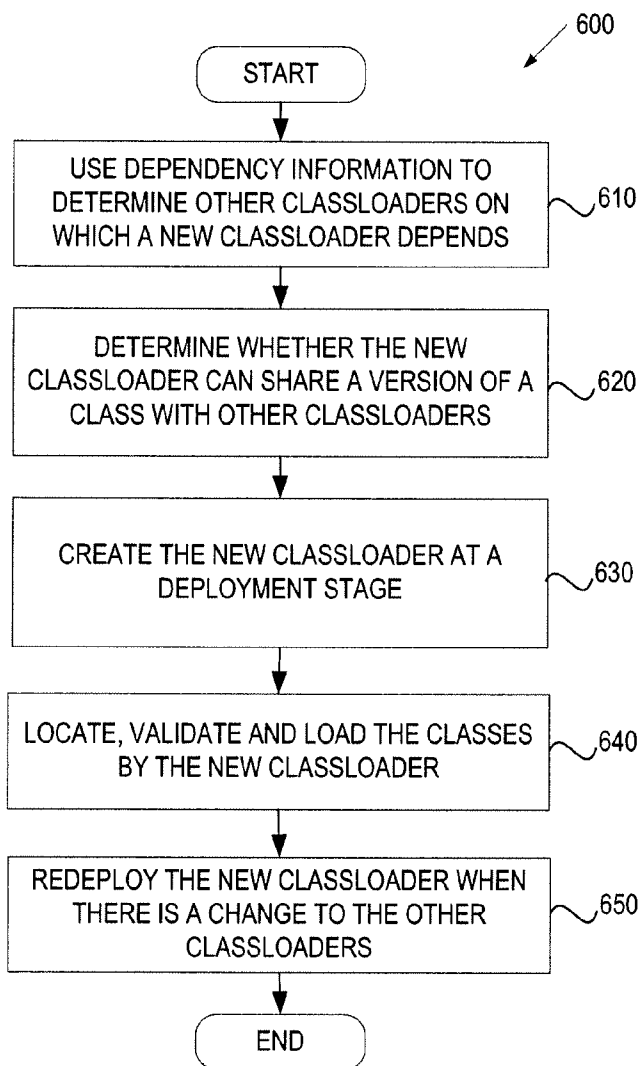 600
START
USE DEPENDENCY INFORMATION TO
DETERMINE OTHER CLASSLOADERS ON
WHICH A NEW CLASSLOADER DEPENDS
610
DETERMINE WHETHER THE NEW
CLASSLOADER CAN SHARE A VERSION OF A
CLASS WITH OTHER CLASSLOADERS
620
CREATE THE NEW CLASSLOADER AT A
DEPLOYMENT STAGE
630
LOCATE, VALIDATE AND LOAD THE CLASSES
BY THE NEW CLASSLOADER
640
REDEPLOY THE NEW CLASSLOADER WHEN
THERE IS A CHANGE TO THE OTHER
CLASSLOADERS
650
END